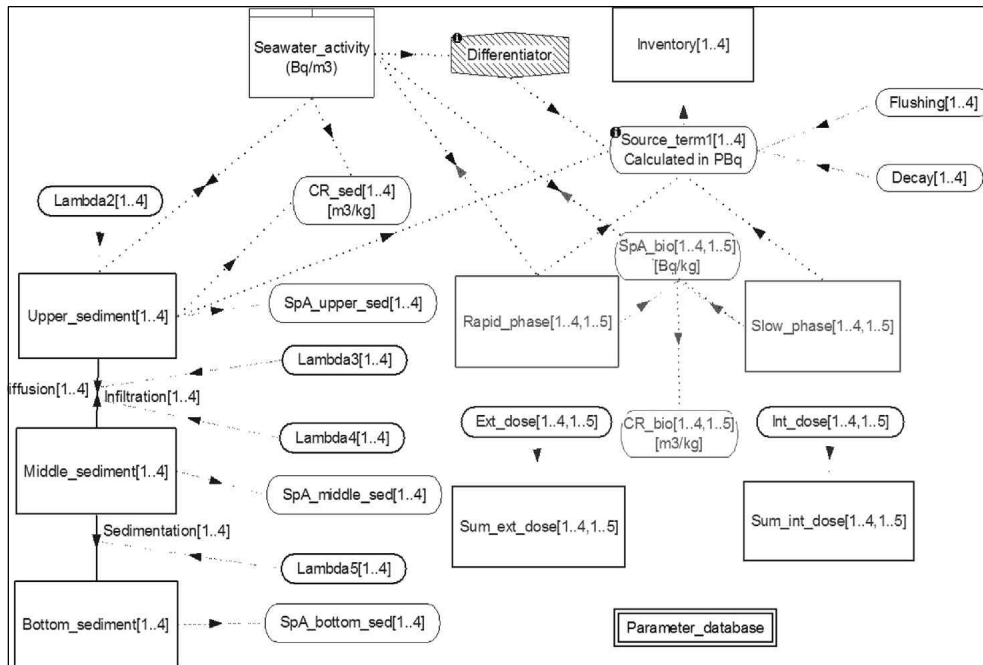 Seawater_activity
(Bq/m3)
Differentiator
Inventory[1..4]
Flushing[1..4]
Source_term1[1..4]
Calculated in PBq
Decay[1..4]
CR_sed[1..4]
[m3/kg]
Lambda2[1..4]
SpA_bio[1..4,1..5]
[Bq/kg]
Upper_sediment[1..4]
SpA_upper_sed[1..4]
Rapid_phase[1..4,1..5]
Slow_phase[1..4,1..5]
Lambda3[1..4]
iffusion[1..4]
Infiltration[1..4]
Lambda4[1..4]
Ext_dose[1..4,1..5]
CR_bio[1..4,1..5]
[m3/kg]
Int_dose[1..4,1..5]
Middle_sediment[1..4]
SpA_middle_sed[1..4]
Sum_ext_dose[1..4,1..5]
Sum_int_dose[1..4,1..5]
Sedimentation[1..4]
Lambda5[1..4]
Bottom_sediment[1..4]
SpA_bottom_sed[1..4]
Parameter_database